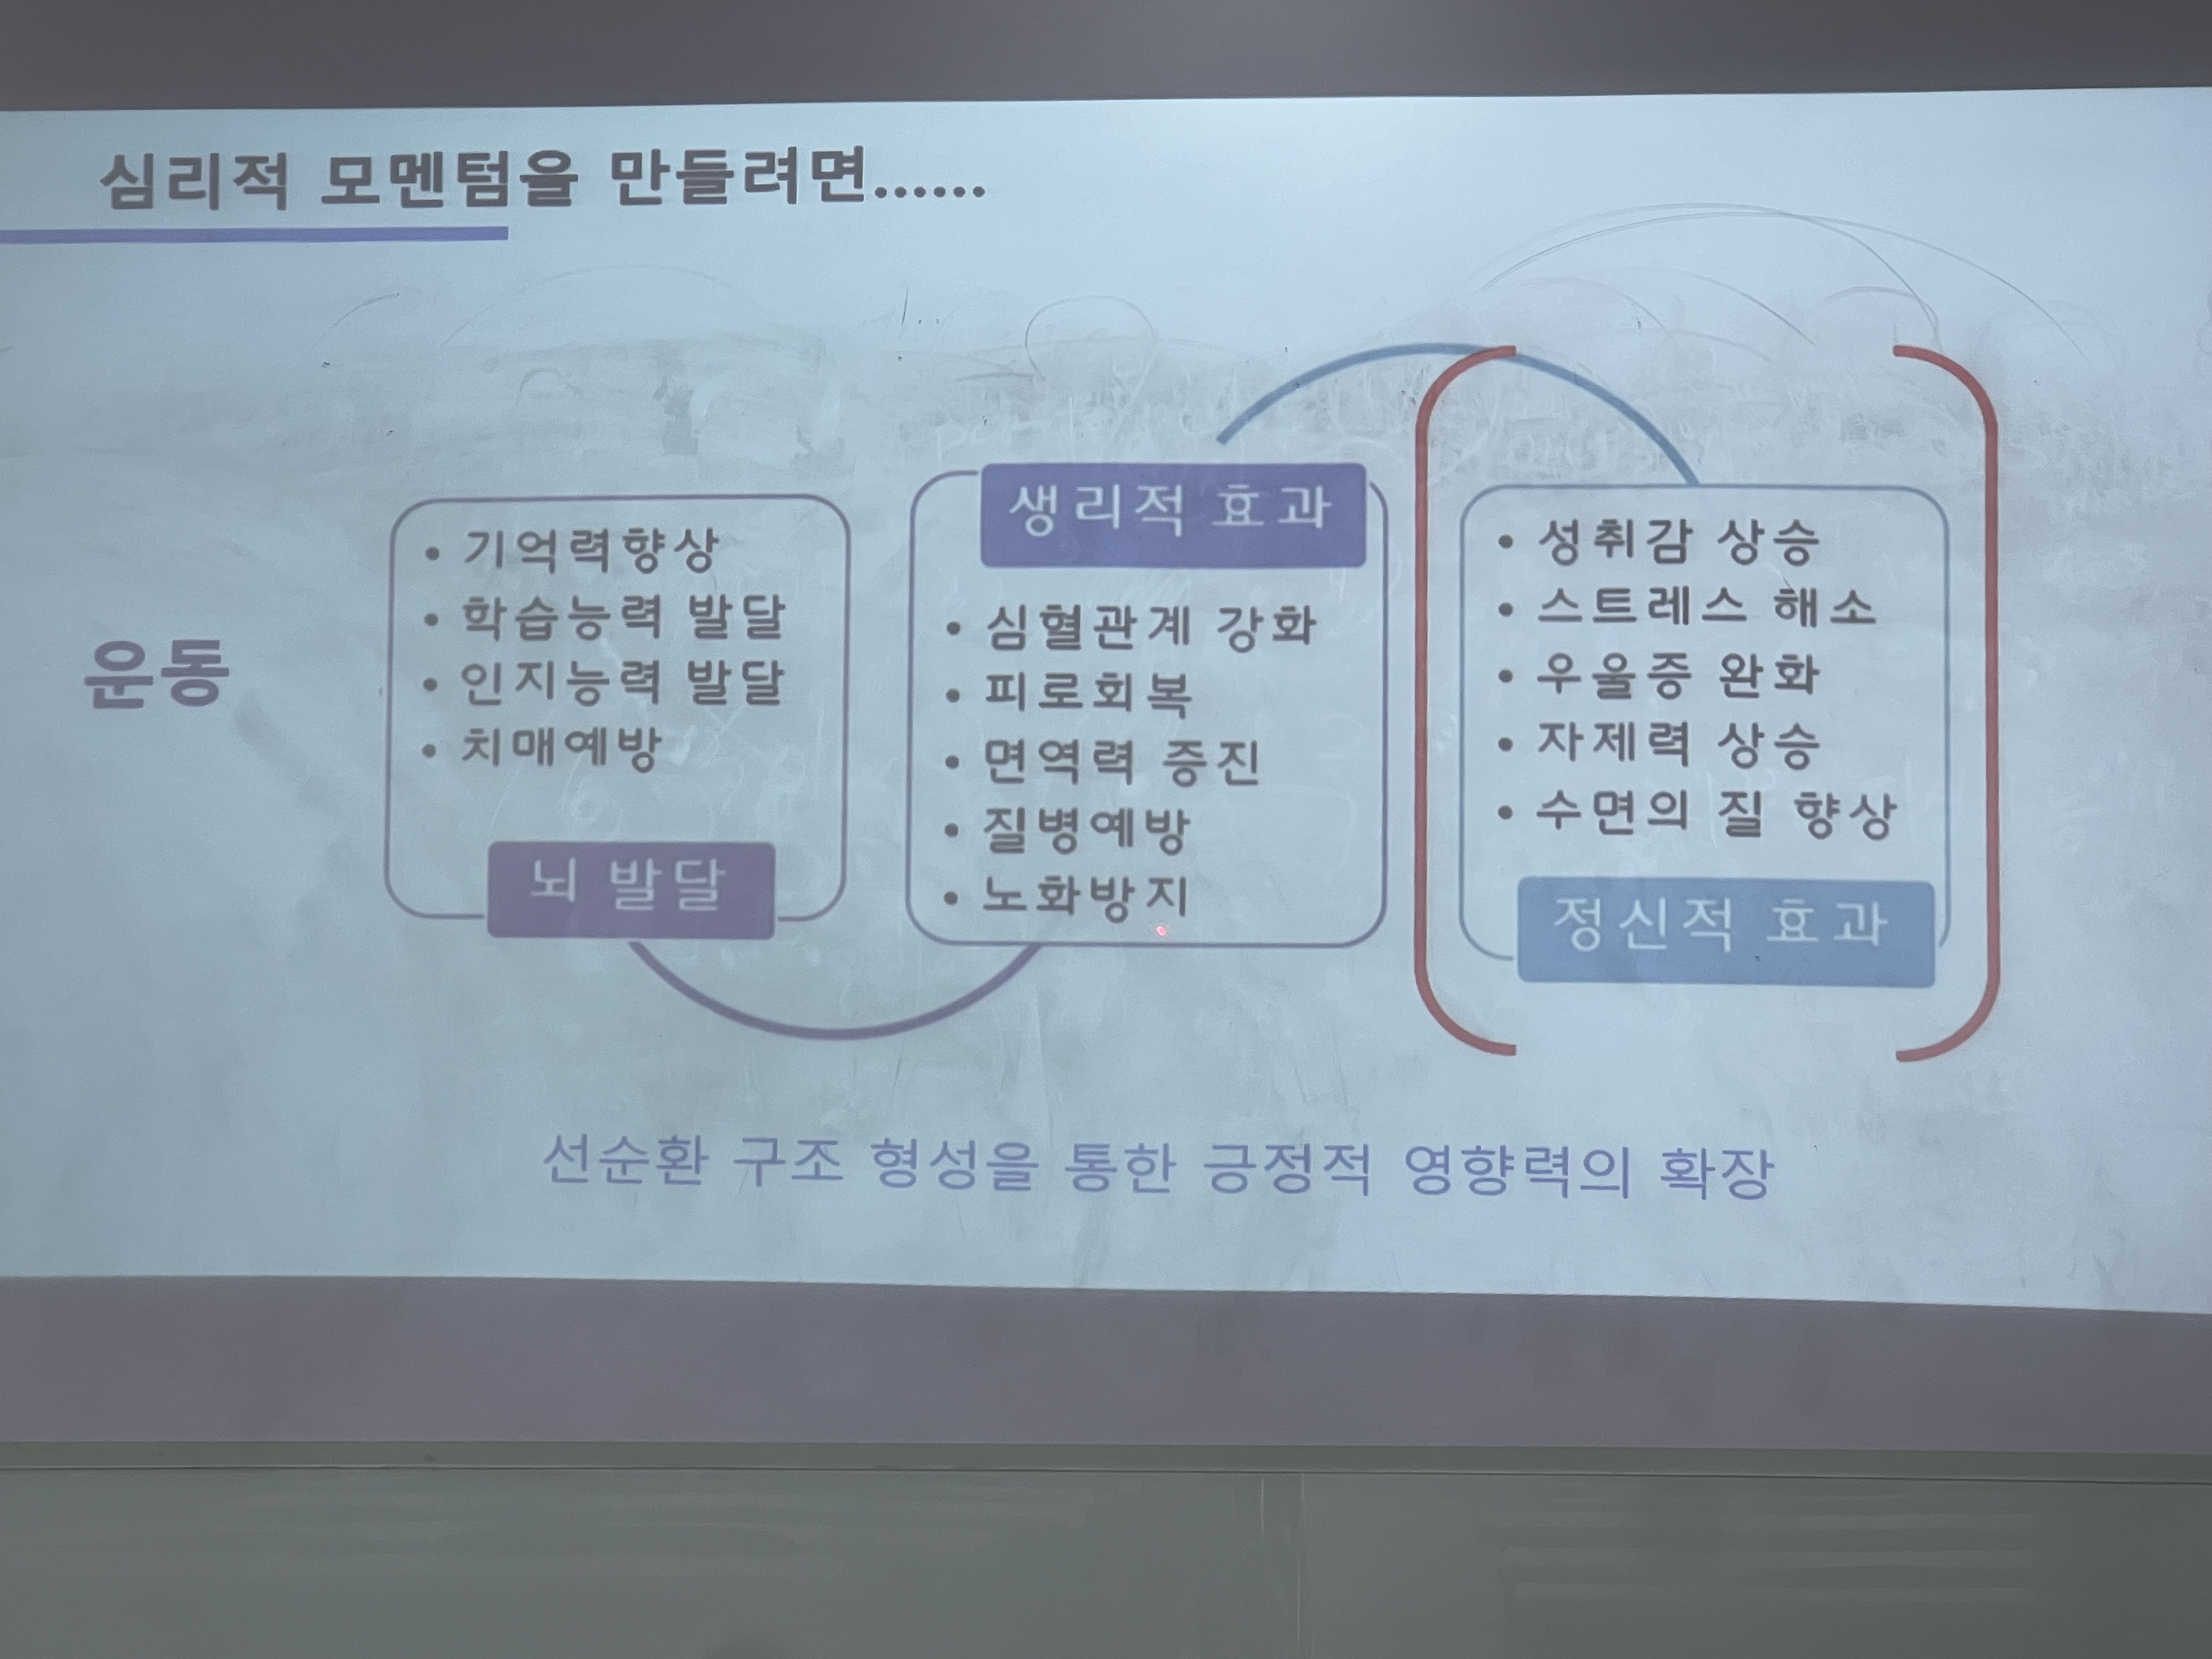 심리적 모멘텀을 만들려면......
운동
• 기억력향상
• 학습능력 발달
• 인지능력 발달
• 치매예방
뇌 발달
생리적 효과
• 심혈관계 강화
• 피로회복
• 면역력 증진
• 질병예방
• 노화방지
• 성취감 상승
• 스트레스 해소
• 우울증 완화
• 자제력 상승
• 수면의 질 향상
정신적 효과
선순환 구조 형성을 통한 긍정적 영향력의 확장